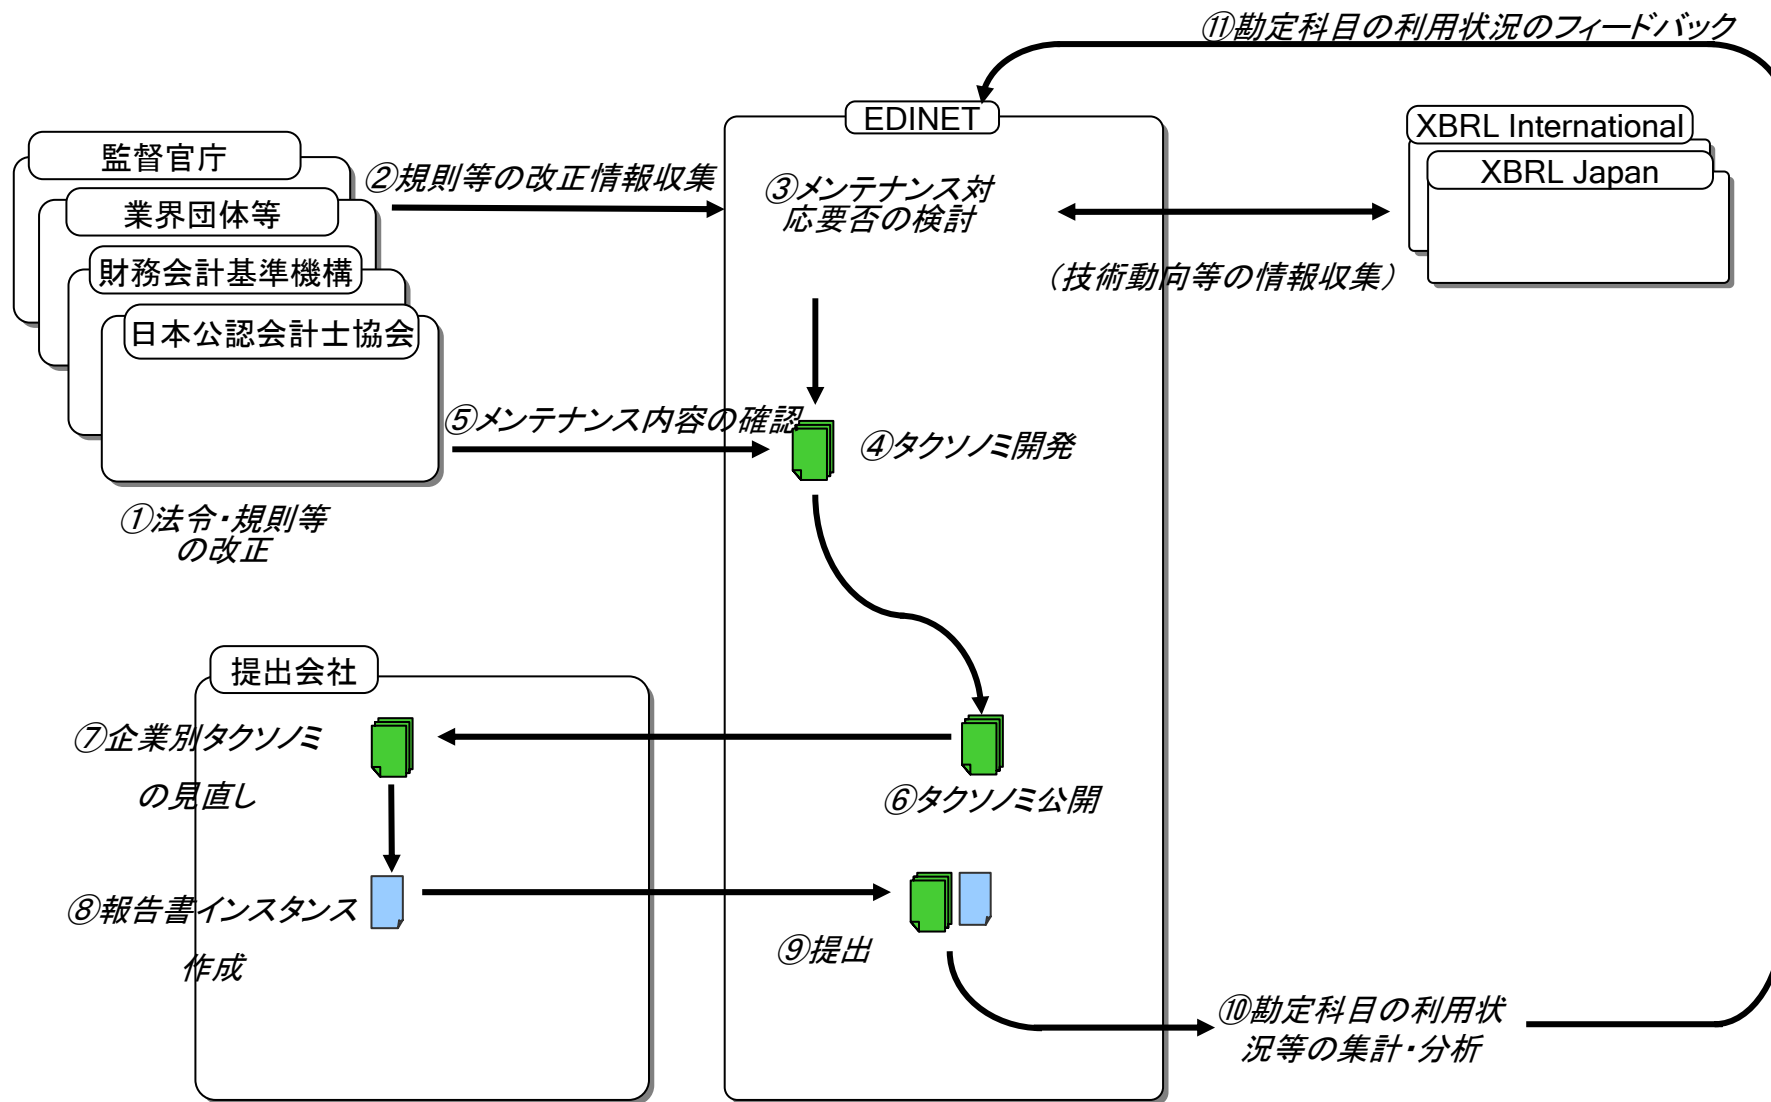 ⑪勘定科目の利用状況のフィードバック
EDINET
XBRL International
XBRL Japan
監督官庁
業界団体等
財務会計基準機構
日本公認会計士協会
②規則等の改正情報収集
③メンテナンス対
応要否の検討
（技術動向等の情報収集）
⑤メンテナンス内容の確認
④タクソノミ開発
①法令・規則等
の改正
提出会社
⑦企業別タクソノミ
の見直し
⑥タクソノミ公開
⑧報告書インスタンス
作成
⑨提出
⑩勘定科目の利用状
況等の集計・分析